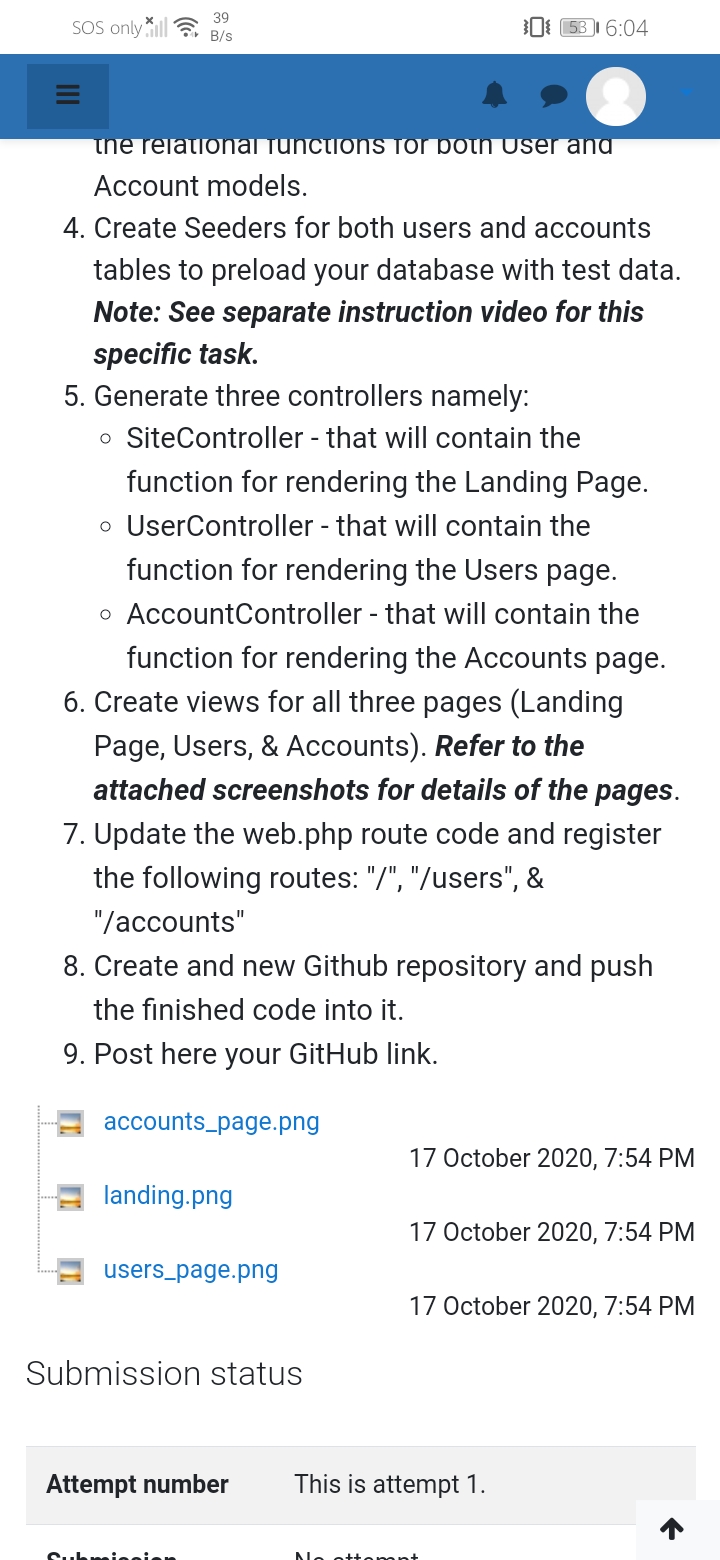 SOS only
39
B/s
53
6:04
the relational functions for both User and
Account models.
4. Create Seeders for both users and accounts
tables to preload your database with test data.
Note: See separate instruction video for this
specific task.
5. Generate three controllers namely:
SiteController - that will contain the
function for rendering the Landing Page.
UserController - that will contain the
function for rendering the Users page.
AccountController - that will contain the
function for rendering the Accounts page.
6. Create views for all three pages (Landing
Page, Users, & Accounts). Refer to the
attached screenshots for details of the pages.
7. Update the web.php route code and register
the following routes: "/", "/users", &
"/accounts"
8. Create and new Github repository and push
the finished code into it.
9. Post here your GitHub link.
accounts_page.png
17 October 2020, 7:54 PM
landing.png
17 October 2020, 7:54 PM
users_page.png
17 October 2020, 7:54 PM
Submission status
Attempt number This is attempt 1.
Submission No attempt